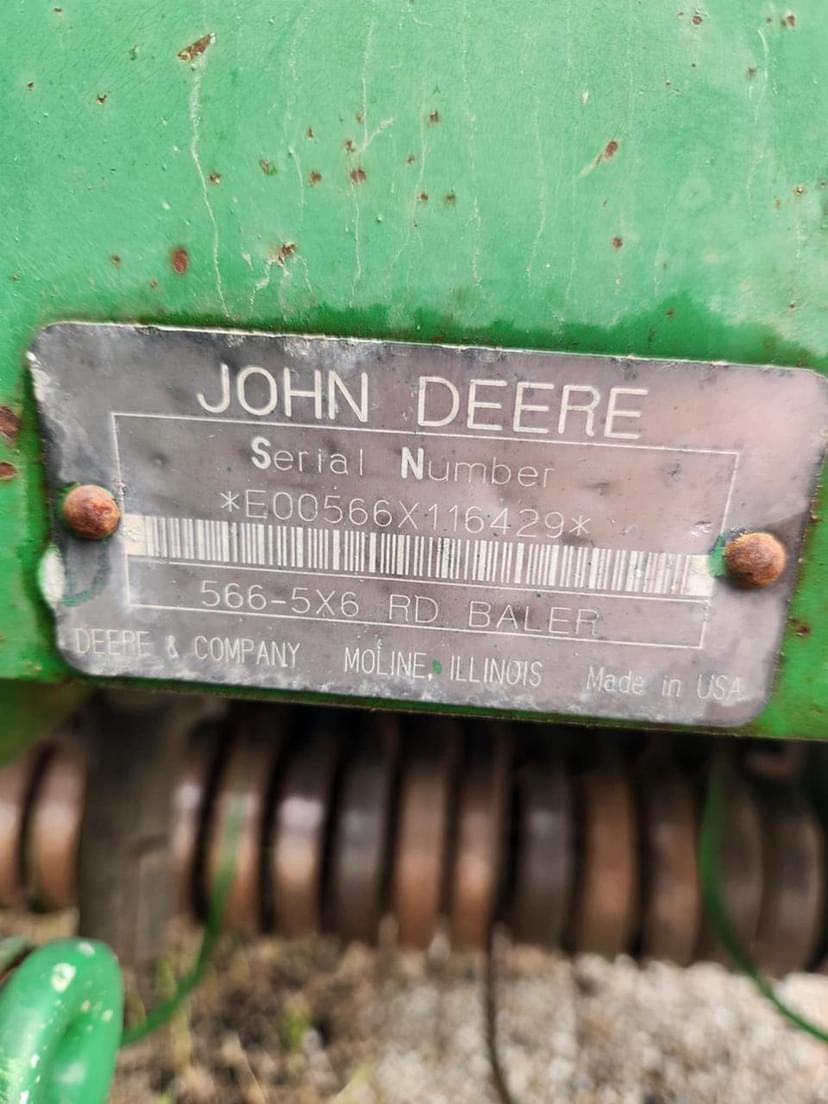 JOHN DEERE
Serial Number
*E00566X116429*
566-5X6 RD BALER
DEERE & COMPANY MOLINE, ILLINOIS Made in USA